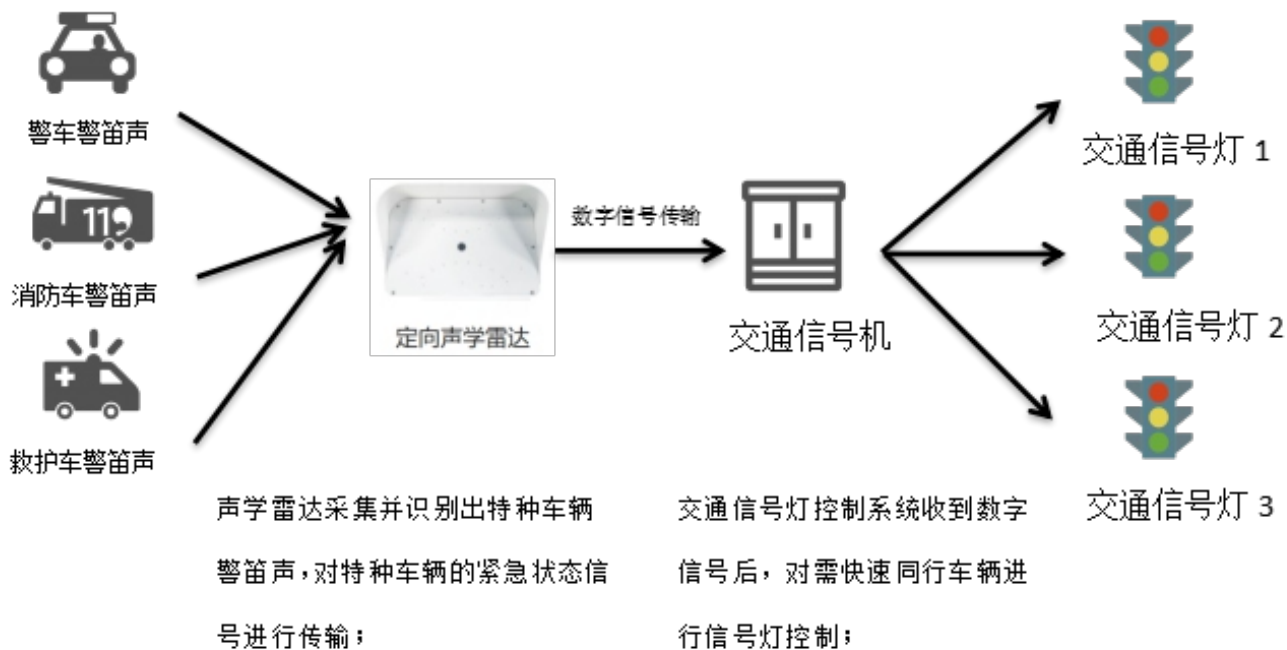 警车警笛声
119
消防车警笛声
救护车警笛声
定向声学雷达
数字信号传输
交通信号机
交通信号灯 1
交通信号灯 2
交通信号灯 3
声学雷达采集并识别出特种车辆
警笛声，对特种车辆的紧急状态信
号进行传输；
交通信号灯控制系统收到数字
信号后，对需快速同行车辆进
行信号灯控制；